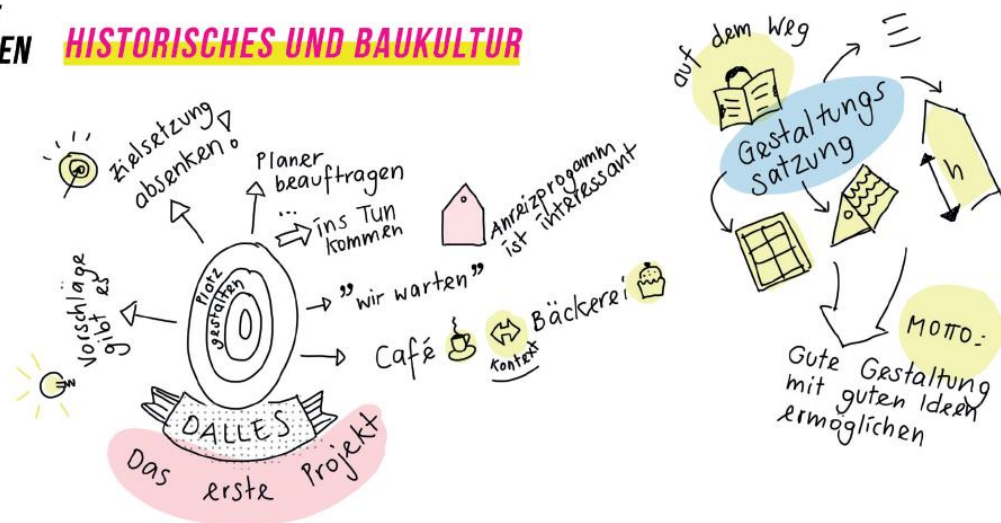 EN
HISTORISCHES UND BAUKULTUR
Zielsetzung
absenken!
Planer
beauftragen
...
ins Tun
kommen
Anreizprogamm
ist interessant
Vorschläge
gibt es
Platz
gestalten
"wir warten"
Café
Kontext
Bäckerei
DALLES
Das erste Projekt
auf dem Weg
Gestaltungs
satzung
h
MOTTO:
Gute Gestaltung
mit guten Ideen
ermöglichen